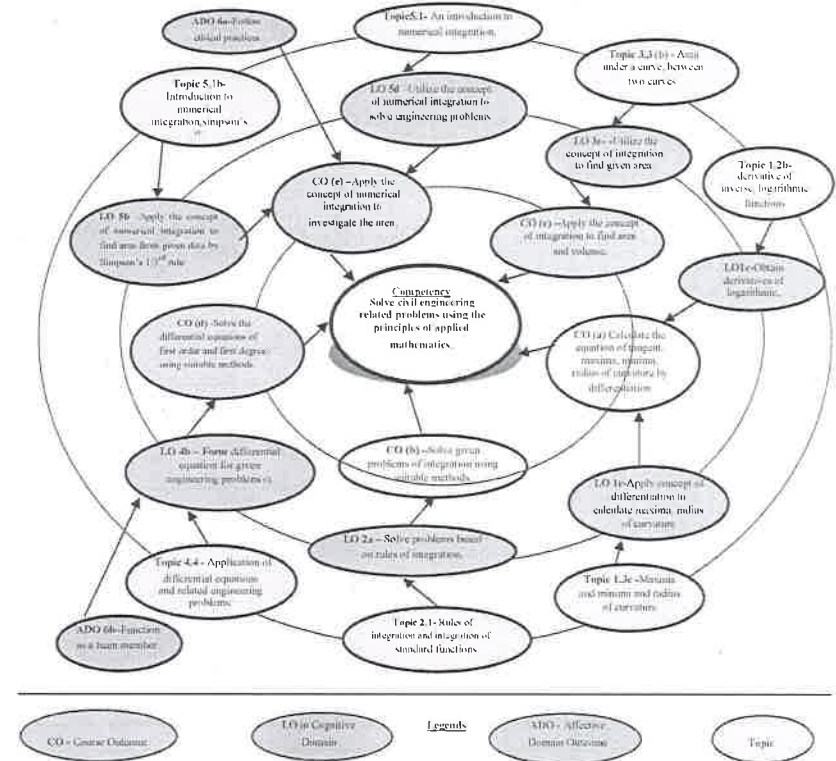 ADO 6a-Follow
ethical practices
Topic5.1- An introduction to
numerical integration.
Topic 3.3 (b) - Area
under a curve, between
two curves
Topic 5.1b-
Introduction to
numerical
integration,simpson's
LO 5d -Utilize the concept
of numerical integration to
solve engineering problems
LO 3c- -Utilize the
concept of integration
to find given area
Topic 1.2b-
derivative of
inverse, logarithmic
functions
CO (e) –Apply the
concept of numerical
integration to
investigate the area.
LO 5b –Apply the concept
of numerical integration to
find area from given data by
Simpson's 1/3rd rule
CO (c) –Apply the concept
of integration to find area
and volume.
LO1c-Obtain
derivatives of
logarithmic.
Competency
Solve civil engineering
related problems using the
principles of applied
mathematics.
CO (d) -Solve the
differential equations of
first order and first degree
using suitable methods.
CO (a) Calculate the
equation of tangent,
maxima, minima,
radius of curvature by
differentiation
LO 4b – Form differential
equation for given
engineering problems
CO (b) –Solve given
problems of integration using
suitable methods
LO 1e-Apply concept of
differentiation to
calculate maxima, radius
of curvature
LO 2a – Solve problems based
on rules of integration.
Topic 4.4 - Application of
differential equations
and related engineering
problems
Topic 1.3c -Maxima
and minima and radius
of curvature
ADO 6b-Function
as a team member
Topic 2.1- Rules of
integration and integration of
standard functions
Legends
CO - Course Outcome
LO in Cognitive
Domain
ADO - Affective
Domain Outcome
Topic